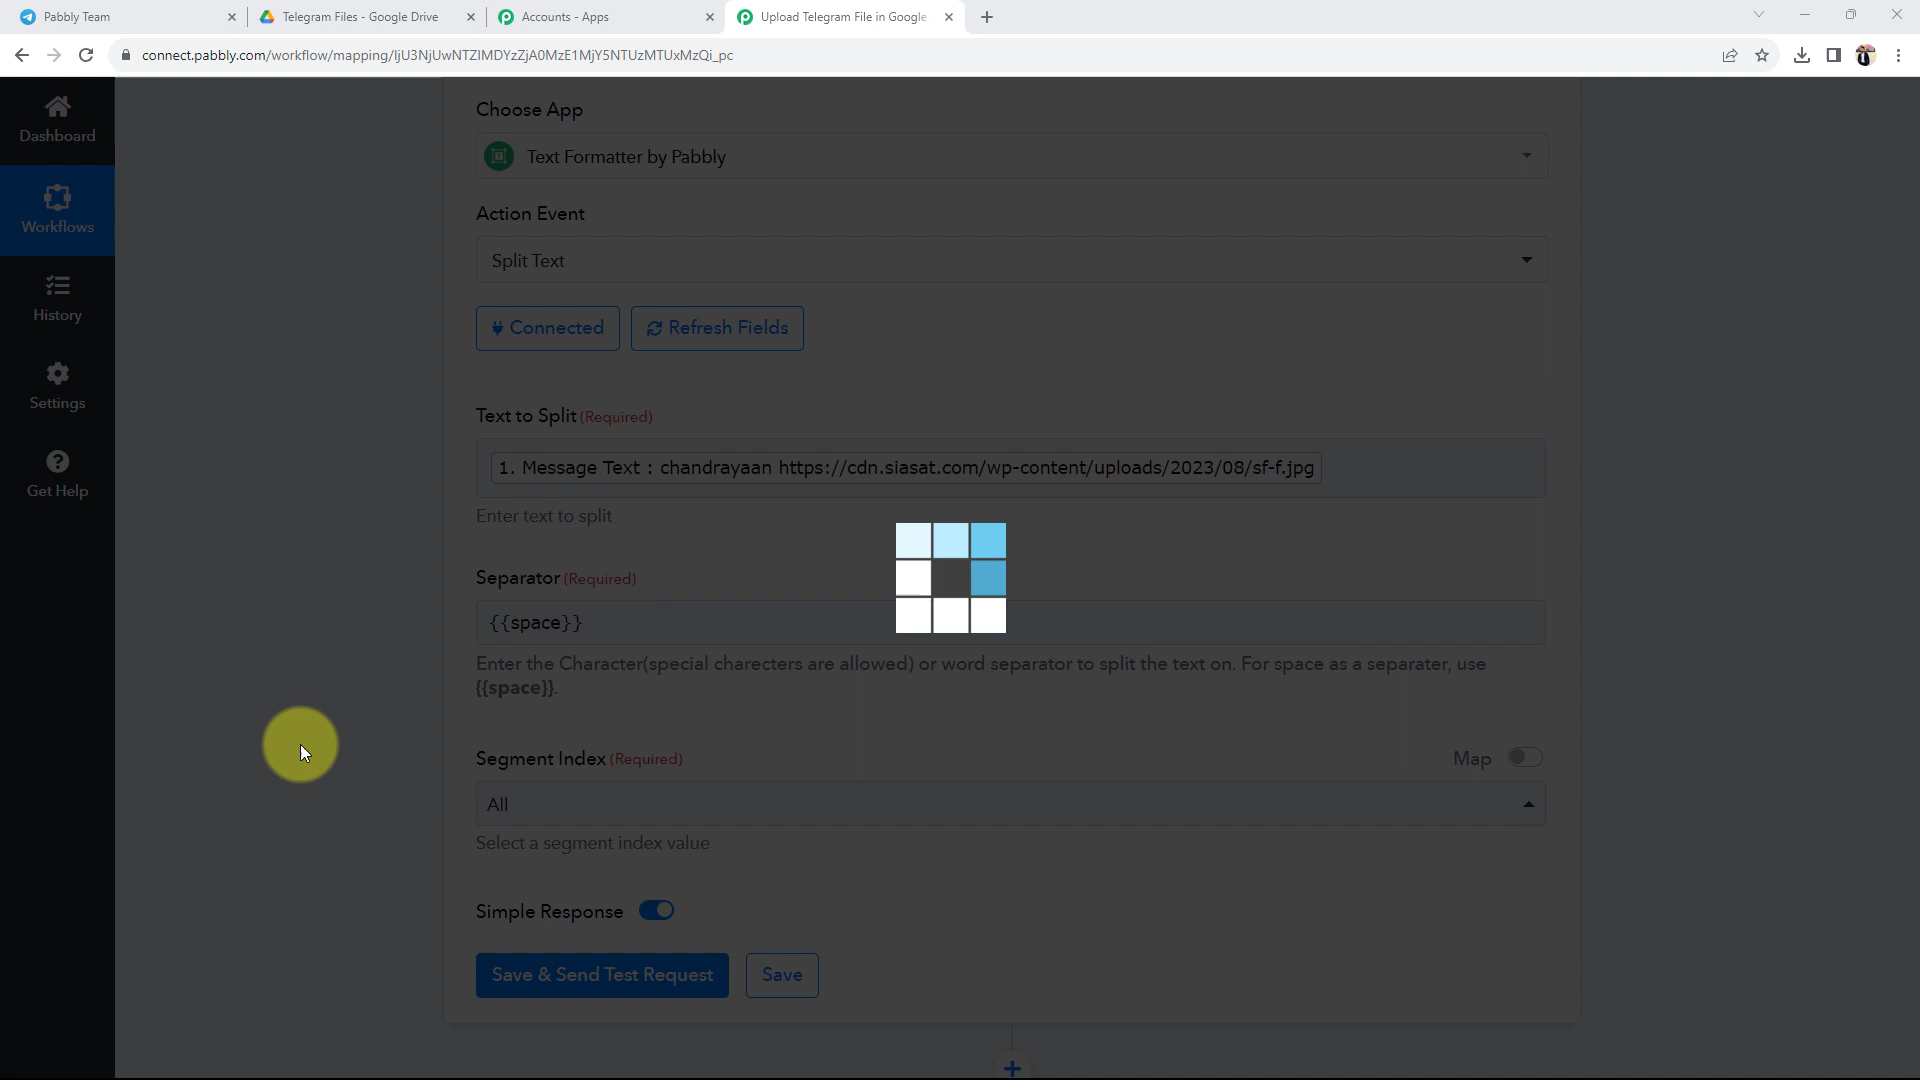 Pabbly Team
Telegram Files - Google Drive
Accounts - Apps
Upload Telegram File in Google
connect.pabbly.com/workflow/mapping/IjU3NjUwNTZlMDYzZjA0MzE1MjY5NTUzMTUxMzQi_pc
Dashboard
Workflows
History
Settings
Get Help
Choose App
Text Formatter by Pabbly
Action Event
Split Text
Connected
Refresh Fields
Text to Split (Required)
1. Message Text : chandrayaan https://cdn.siasat.com/wp-content/uploads/2023/08/sf-f.jpg
Enter text to split
Separator (Required)
{{space}}
Enter the Character(special charecters are allowed) or word separator to split the text on. For space as a separater, use
{{space}}.
Segment Index (Required)
Map
All
Select a segment index value
Simple Response
Save & Send Test Request
Save